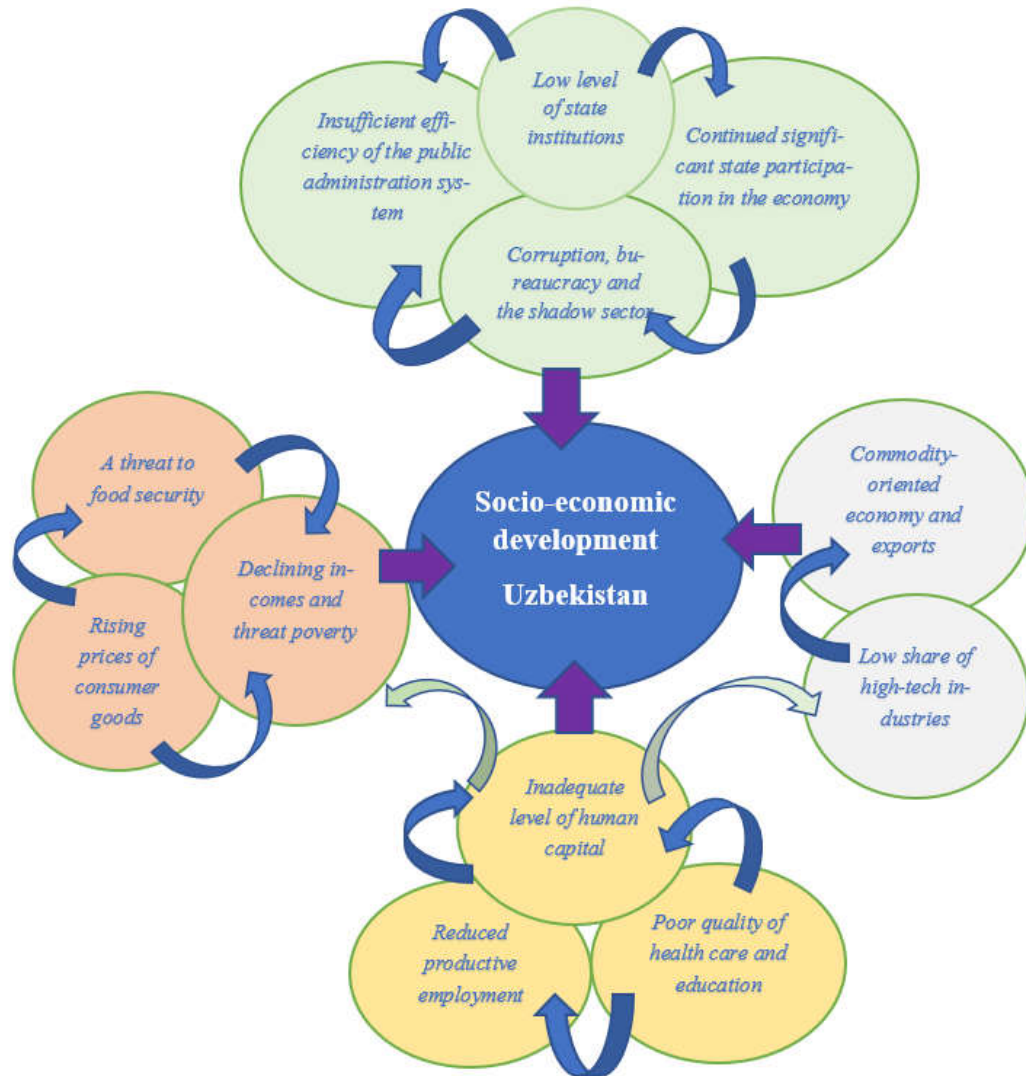 Low level
of state
institutions
Insufficient effi-
ciency of the public
administration sys-
tem
Continued signifi-
cant state participa-
tion in the economy
Corruption, bu-
reaucracy and
the shadow sector
A threat to
food security
Declining in-
comes and
threat poverty
Rising
prices of
consumer
goods
Socio-economic
development
Uzbekistan
Commodity-
oriented
economy and
exports
Low share of
high-tech in-
dustries
Inadequate
level of human
capital
Reduced
productive
employment
Poor quality of
health care and
education